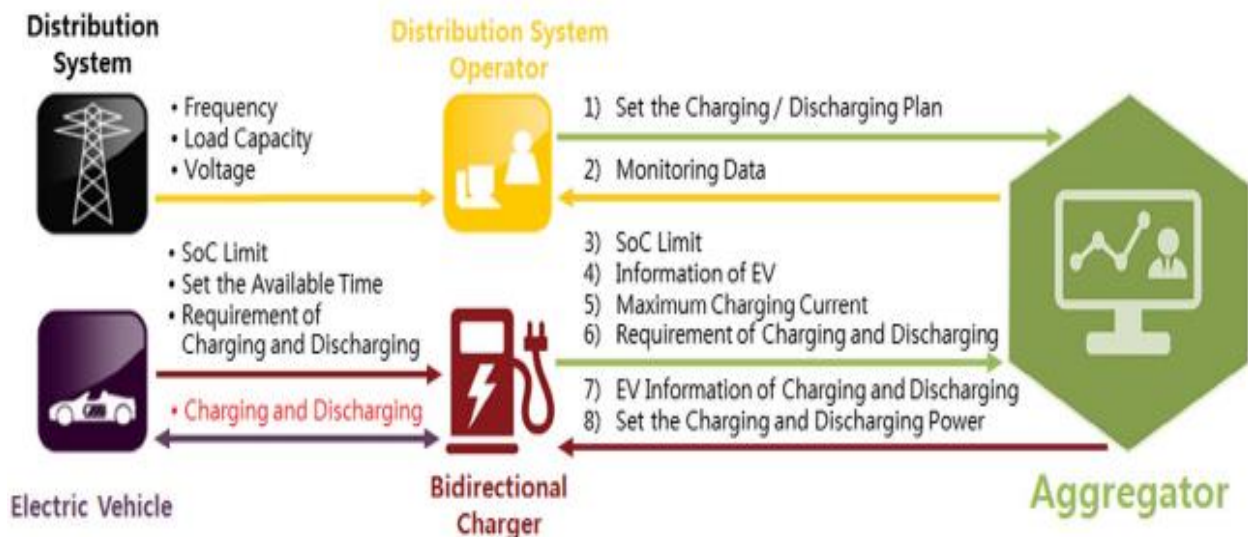 Distribution
System
Distribution System
Operator
• Frequency
• Load Capacity
• Voltage
1) Set the Charging / Discharging Plan
2) Monitoring Data
• SoC Limit
• Set the Available Time
• Requirement of
Charging and Discharging
• Charging and Discharging
3) SoC Limit
4) Information of EV
5) Maximum Charging Current
6) Requirement of Charging and Discharging
7) EV Information of Charging and Discharging
8) Set the Charging and Discharging Power
Electric Vehicle
Bidirectional
Charger
Aggregator